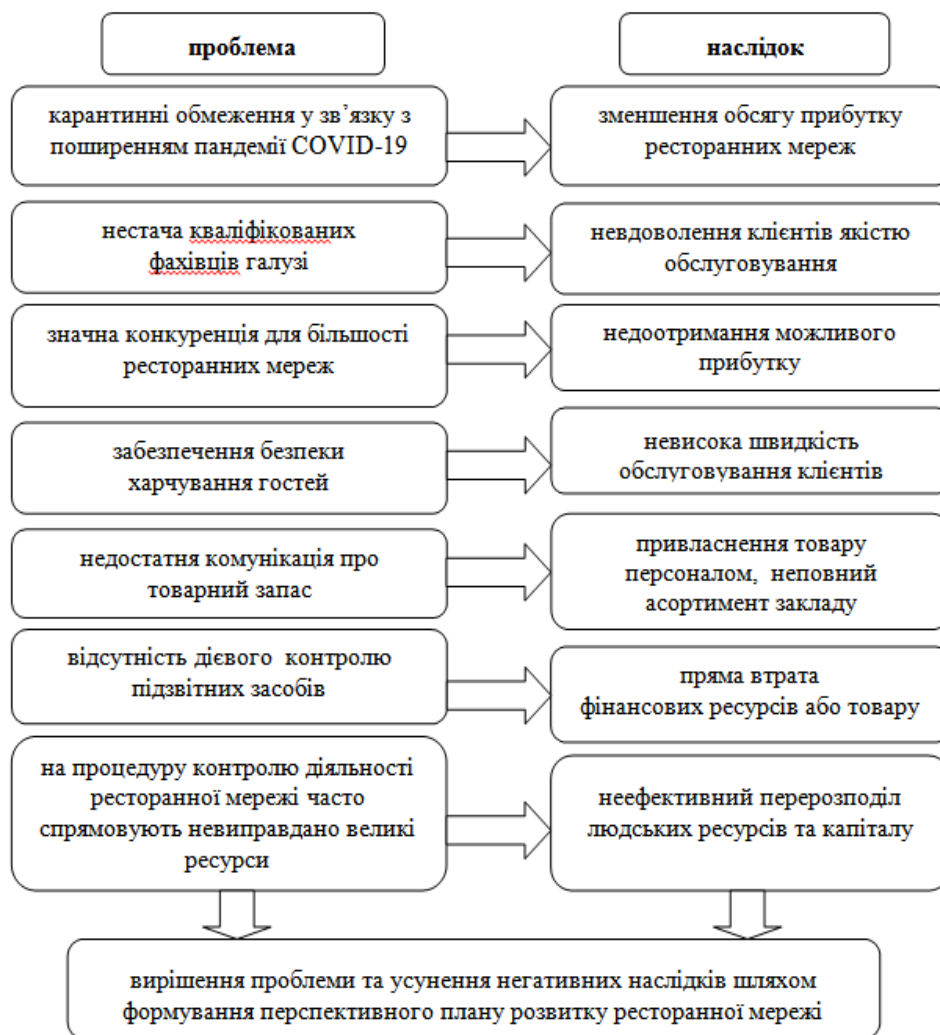 проблема
наслідок
карантинні обмеження у зв’язку з
поширенням пандемії COVID-19
зменшення обсягу прибутку
ресторанних мереж
нестача кваліфікованих
фахівців галузі
невдоволення клієнтів якістю
обслуговування
значна конкуренція для більшості
ресторанних мереж
недоотримання можливого
прибутку
забезпечення безпеки
харчування гостей
невисока швидкість
обслуговування клієнтів
недостатня комунікація про
товарний запас
привласнення товару
персоналом, неповний
асортимент закладу
відсутність дієвого контролю
підзвітних засобів
пряма втрата
фінансових ресурсів або товару
на процедуру контролю діяльності
ресторанної мережі часто
спрямовують невиправдано великі
ресурси
неефективний перерозподіл
людських ресурсів та капіталу
вирішення проблеми та усунення негативних наслідків шляхом
формування перспективного плану розвитку ресторанної мережі